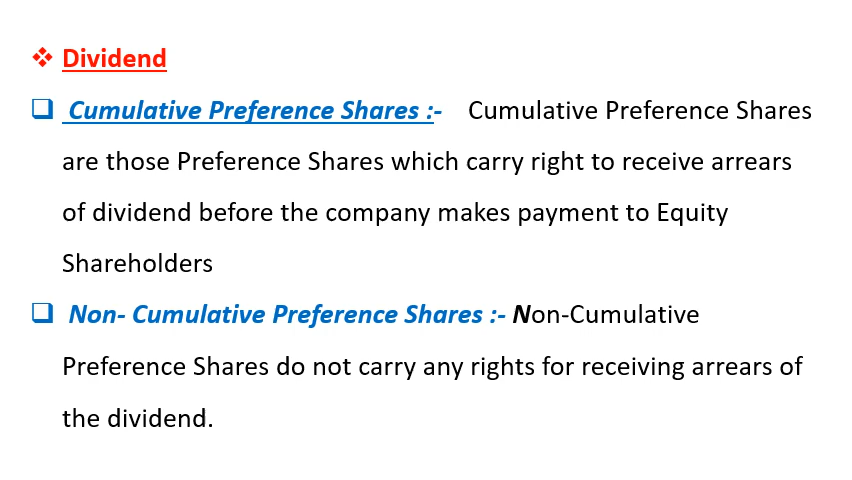 Dividend
Cumulative Preference Shares :- Cumulative Preference Shares
are those Preference Shares which carry right to receive arrears
of dividend before the company makes payment to Equity
Shareholders
Non- Cumulative Preference Shares :- Non-Cumulative
Preference Shares do not carry any rights for receiving arrears of
the dividend.